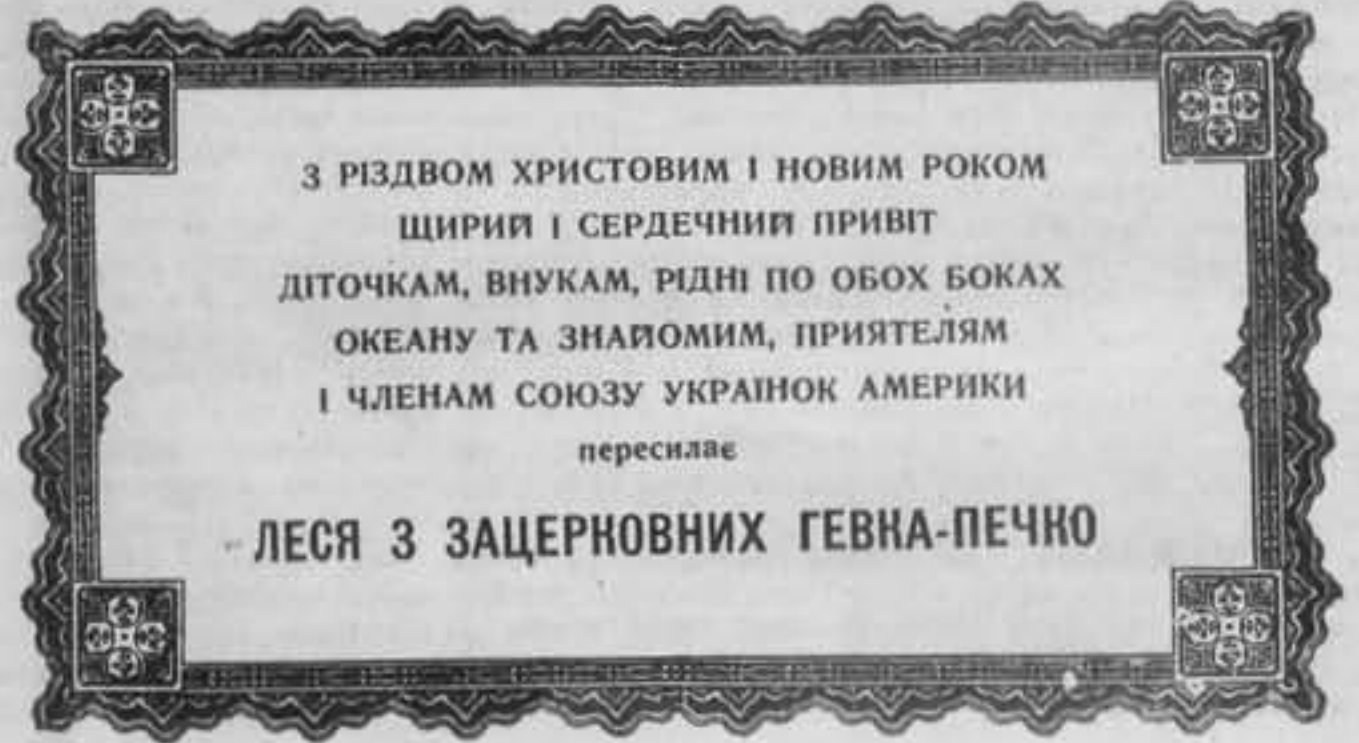 З РІЗДВОМ ХРИСТОВИМ І НОВИМ РОКОМ
ЩИРИЙ І СЕРДЕЧНИЙ ПРИВІТ
ДІТОЧКАМ, ВНУКАМ, РІДНІ ПО ОБОХ БОКАХ
ОКЕАНУ ТА ЗНАЙОМИМ, ПРИЯТЕЛЯМ
І ЧЛЕНАМ СОЮЗУ УКРАЇНОК АМЕРИКИ
пересилає
ЛЕСЯ З ЗАЦЕРКОВНИХ ГЕВКА-ПЕЧКО